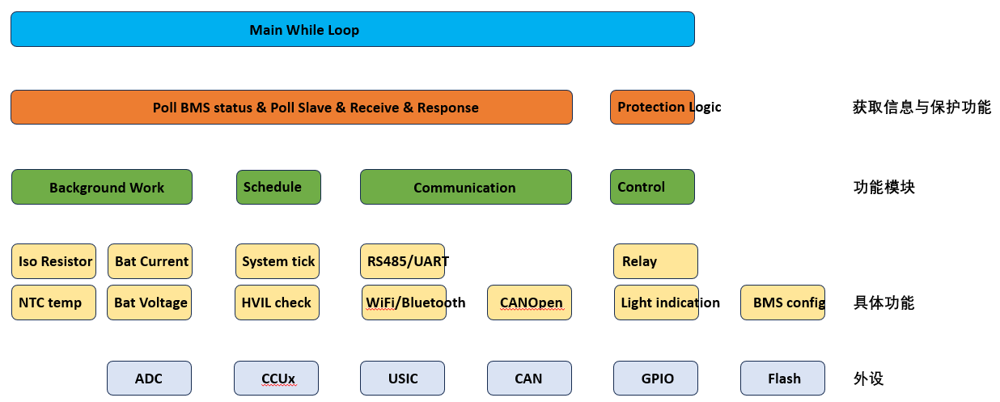 Main While Loop
Poll BMS status & Poll Slave & Receive & Response
Protection Logic
获取信息与保护功能
Background Work
Schedule
Communication
Control
功能模块
Iso Resistor
Bat Current
System tick
RS485/UART
Relay
NTC temp
Bat Voltage
HVIL check
WiFi/Bluetooth
CANOpen
Light indication
BMS config
具体功能
ADC
CCUx
USIC
CAN
GPIO
Flash
外设